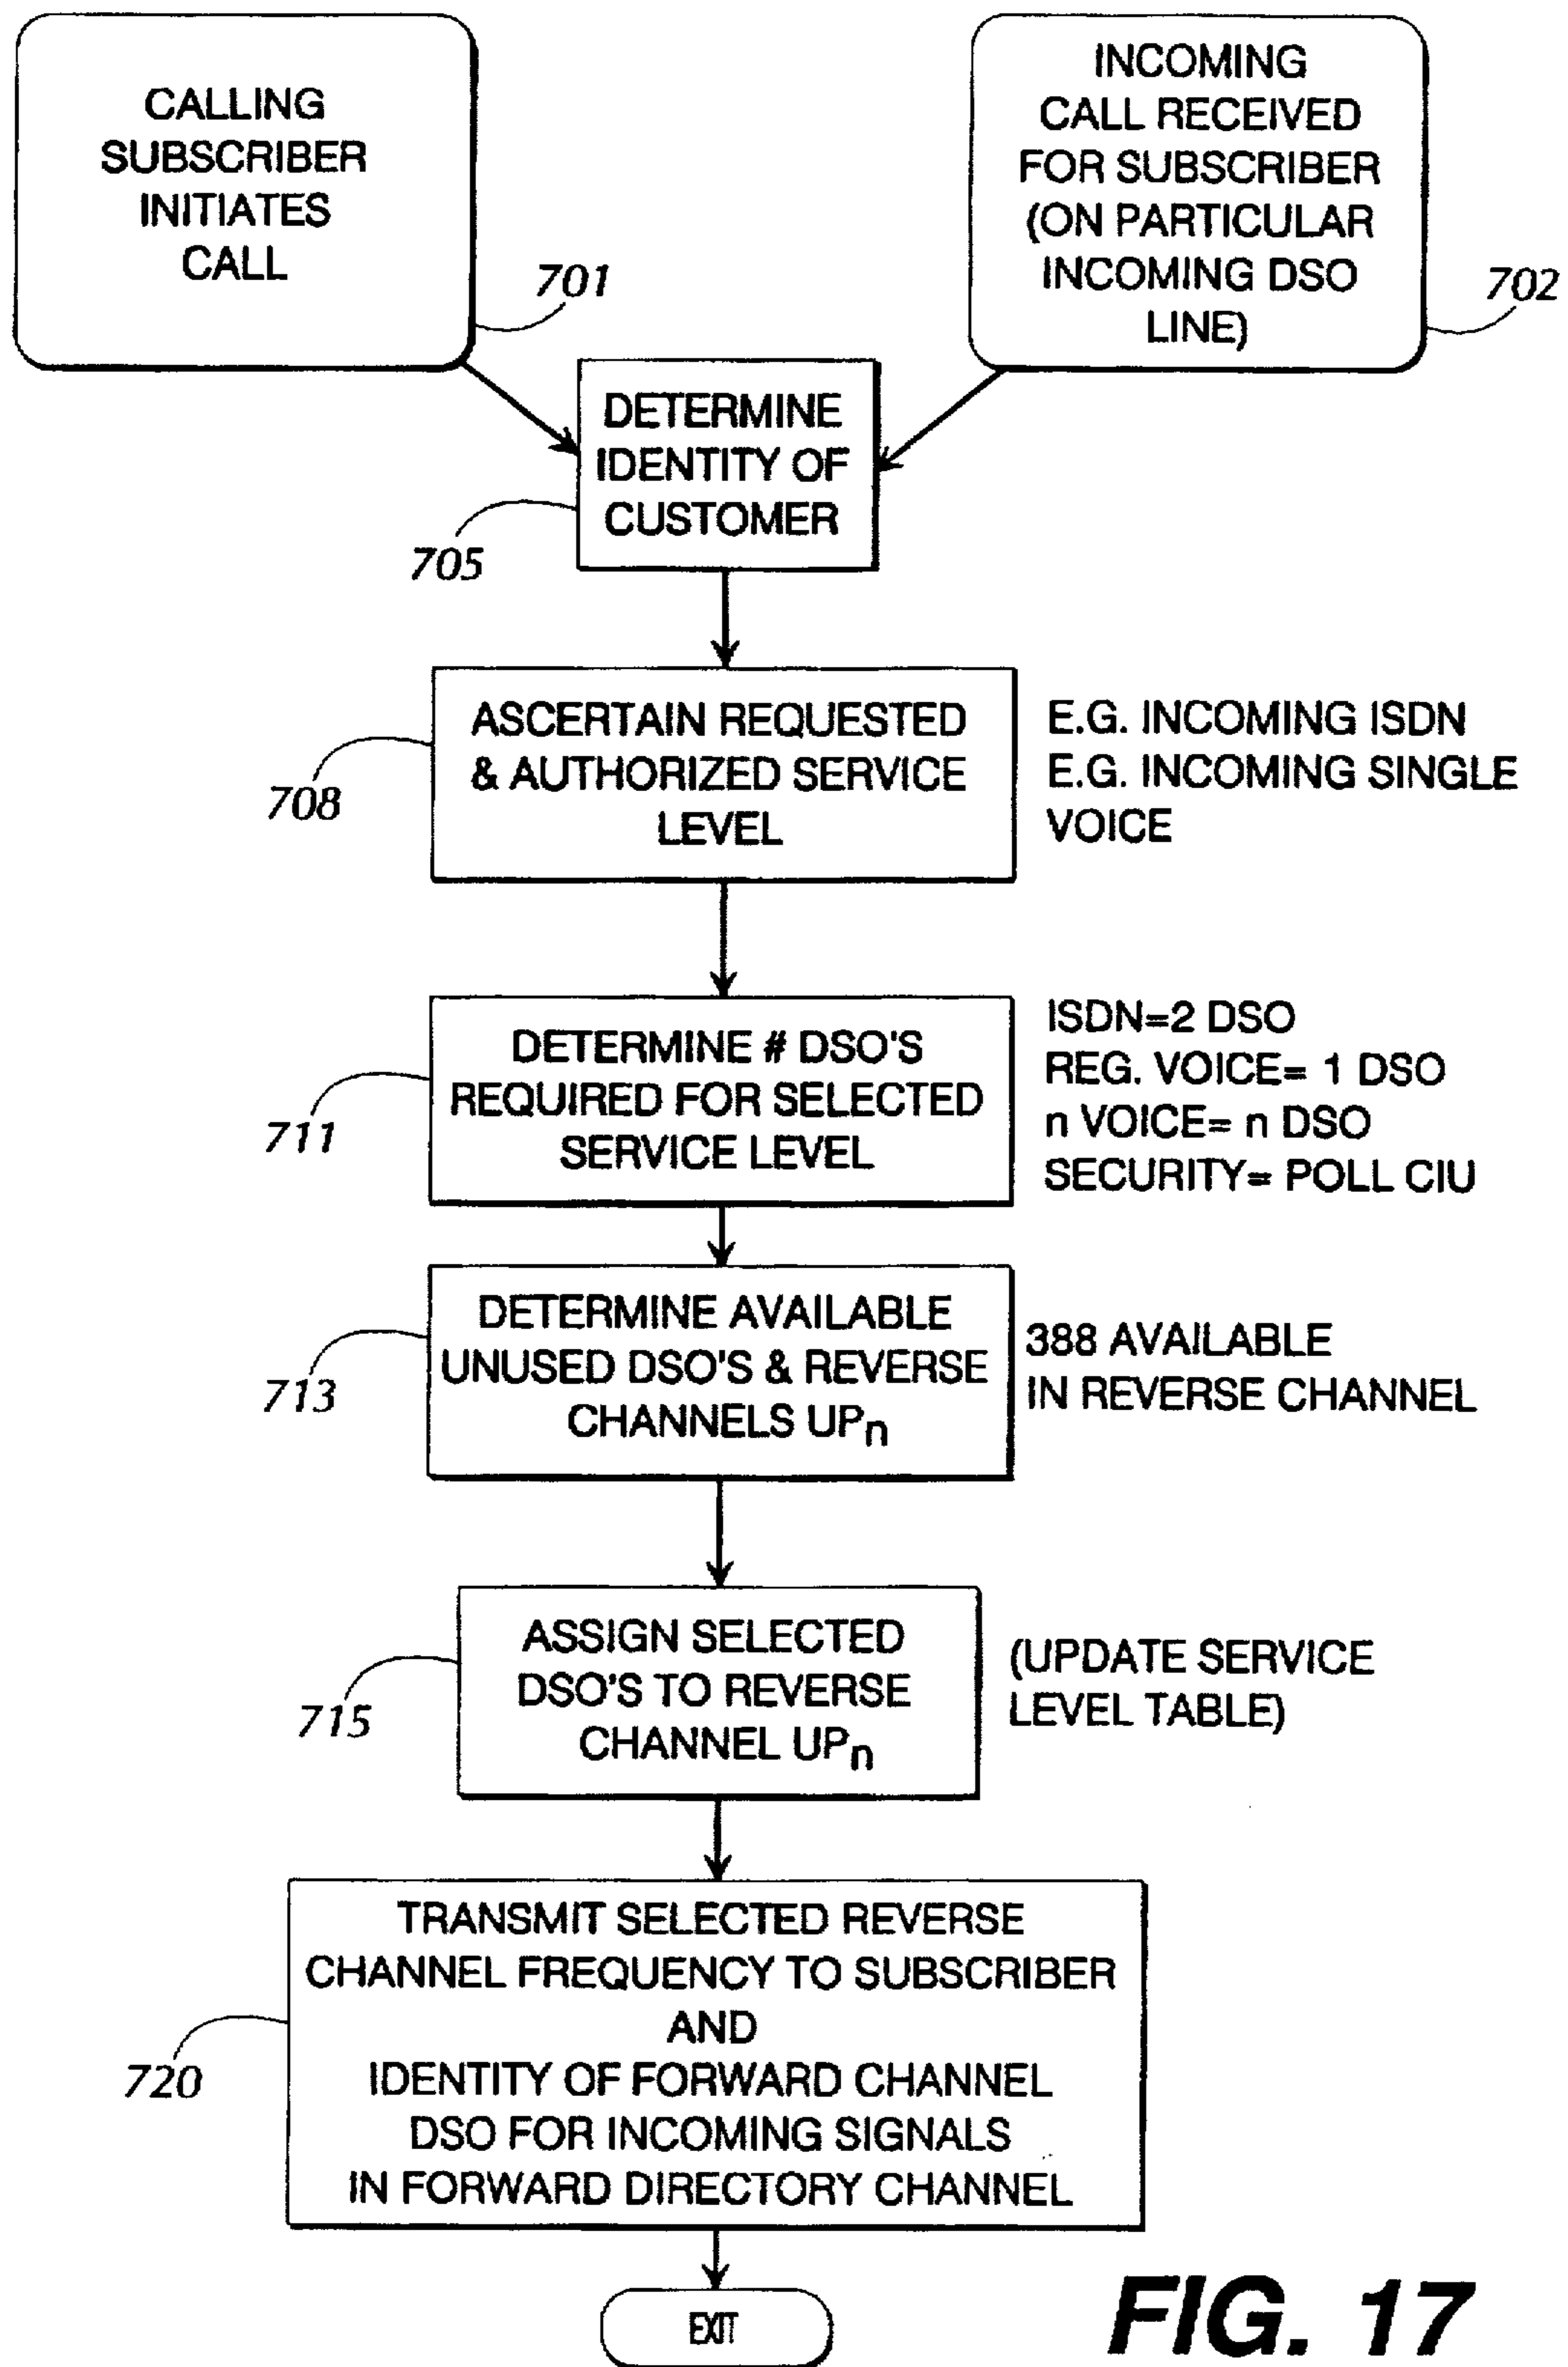 CALLING
SUBSCRIBER
INITIATES
CALL
701
INCOMING
CALL RECEIVED
FOR SUBSCRIBER
(ON PARTICULAR
INCOMING DSO
LINE)
702
DETERMINE
IDENTITY OF
CUSTOMER
705
ASCERTAIN REQUESTED
& AUTHORIZED SERVICE
LEVEL
708
E.G. INCOMING ISDN
E.G. INCOMING SINGLE
VOICE
DETERMINE # DSO'S
REQUIRED FOR SELECTED
SERVICE LEVEL
711
ISDN=2 DSO
REG. VOICE= 1 DSO
n VOICE= n DSO
SECURITY= POLL CIU
DETERMINE AVAILABLE
UNUSED DSO'S & REVERSE
CHANNELS UPn
713
388 AVAILABLE
IN REVERSE CHANNEL
ASSIGN SELECTED
DSO'S TO REVERSE
CHANNEL UPn
715
(UPDATE SERVICE
LEVEL TABLE)
TRANSMIT SELECTED REVERSE
CHANNEL FREQUENCY TO SUBSCRIBER
AND
IDENTITY OF FORWARD CHANNEL
DSO FOR INCOMING SIGNALS
IN FORWARD DIRECTORY CHANNEL
720
EXIT
FIG. 17